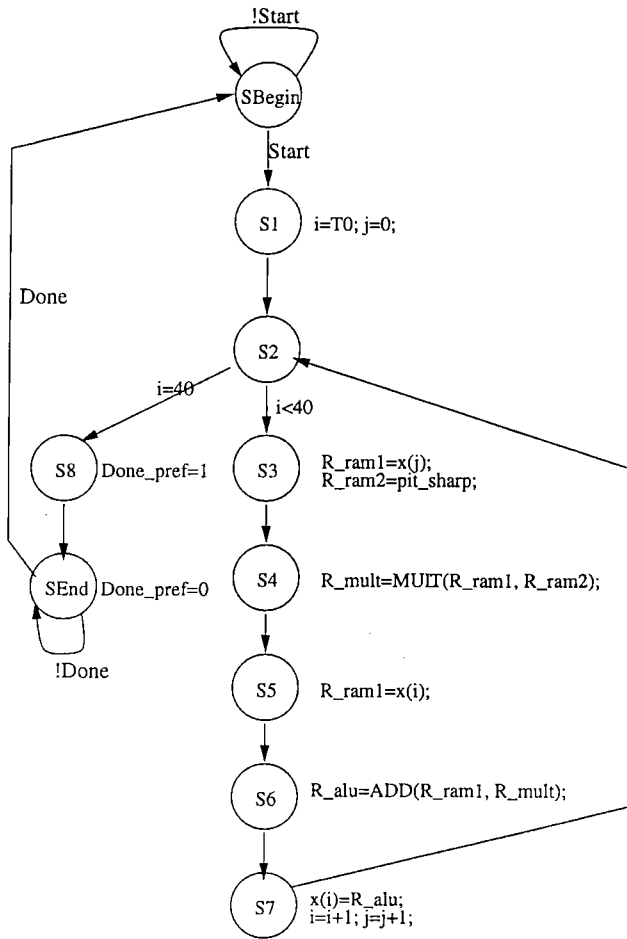 !Start
SBegin
Start
S1
i=T0; j=0;
Done
S2
i=40
i<40
S8
Done_pref=1
S3
R_ram1=x(j);
R_ram2=pit_sharp;
SEnd
Done_pref=0
S4
R_mult=MUlT(R_ram1, R_ram2);
!Done
S5
R_ram1=x(i);
S6
R_alu=ADD(R_ram1, R_mult);
S7
x(i)=R_alu;
i=i+1; j=j+1;